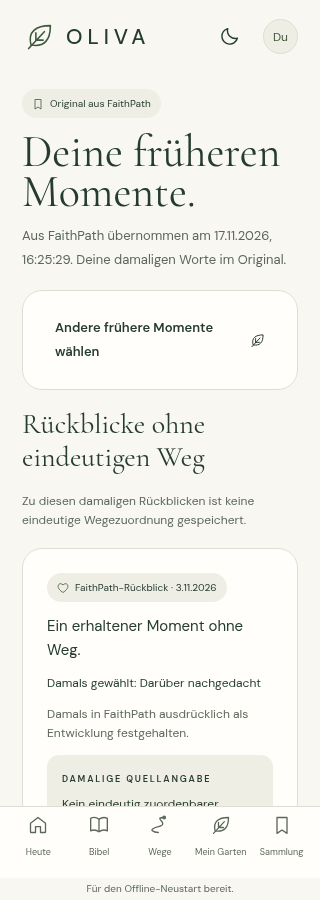 OLIVA
Du
Original aus FaithPath
Deine früheren
Momente.
Aus FaithPath übernommen am 17.11.2026,
16:25:29. Deine damaligen Worte im Original.
Andere frühere Momente
wählen
Rückblicke ohne
eindeutigen Weg
Zu diesen damaligen Rückblicken ist keine
eindeutige Wegezuordnung gespeichert.
FaithPath-Rückblick · 3.11.2026
Ein erhaltener Moment ohne
Weg.
Damals gewählt: Darüber nachgedacht
Damals in FaithPath ausdrücklich als
Entwicklung festgehalten.
DAMALIGE QUELLANGABE
Kein eindeutig zuordenbarer
Heute
Bibel
Wege
Mein Garten
Sammlung
Für den Offline-Neustart bereit.